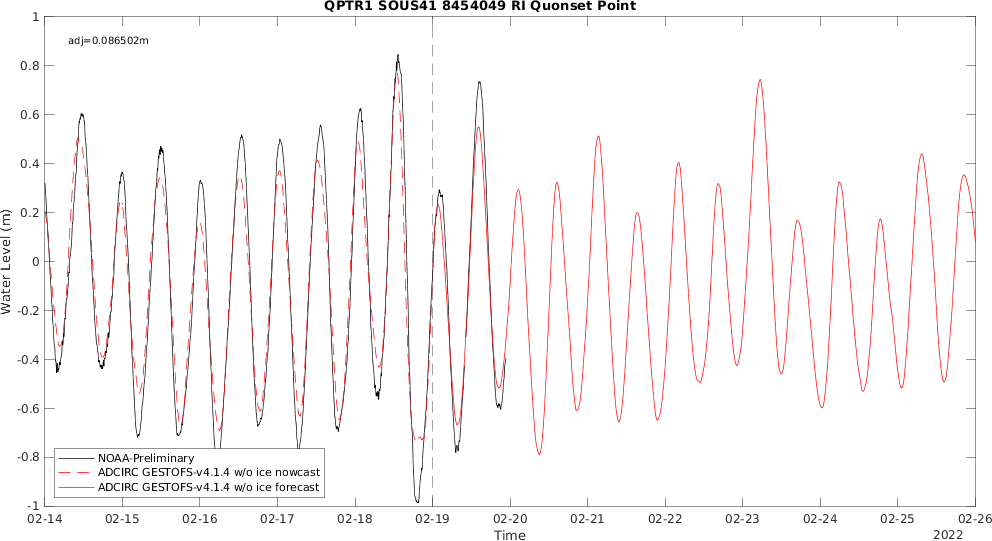 QPTR1 SOUS41 8454049 RI Quonset Point
adj=0.086502m
Water Level (m)
1
0.8
0.6
0.4
0.2
0
-0.2
-0.4
-0.6
-0.8
-1
NOAA-Preliminary
ADCIRC GESTOFS-v4.1.4 w/o ice nowcast
ADCIRC GESTOFS-v4.1.4 w/o ice forecast
02-14 02-15 02-16 02-17 02-18 02-19 02-20 02-21 02-22 02-23 02-24 02-25 02-26
Time
2022